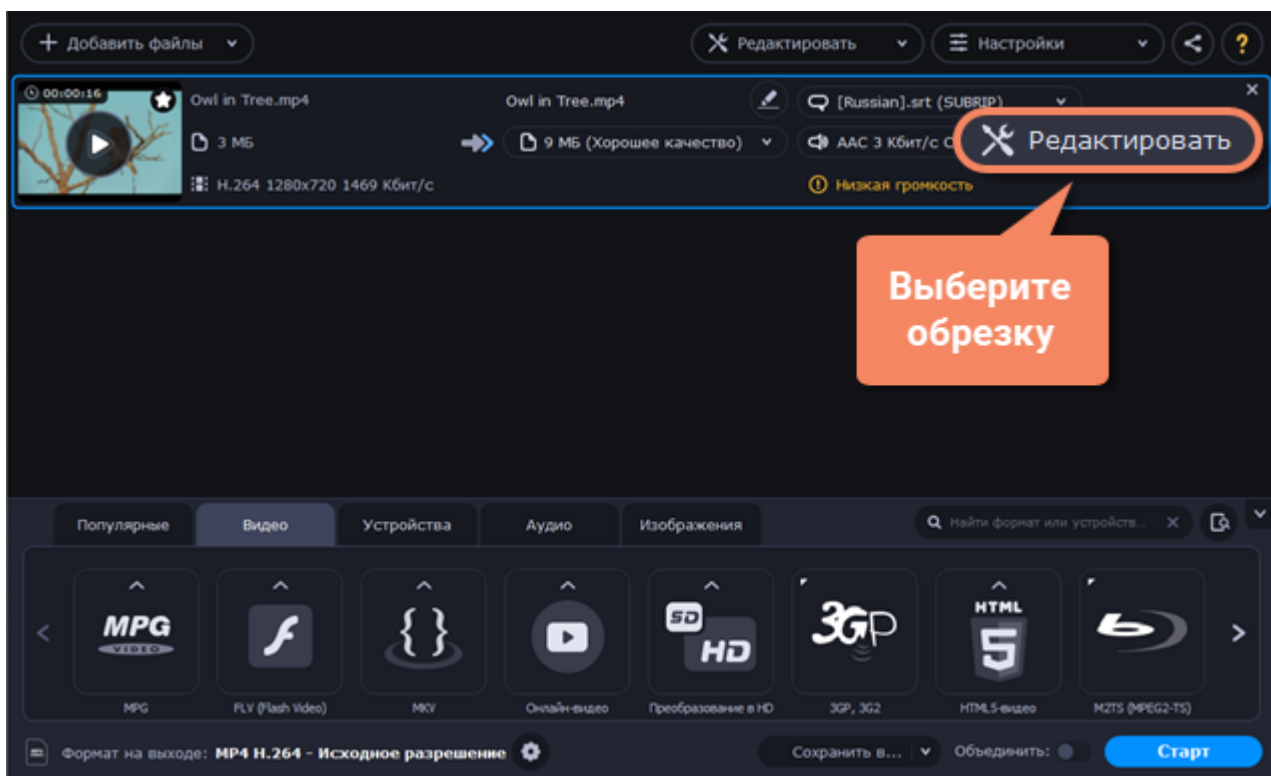 Добавить файлы
Редактировать
Настройки
?
00:00:16
Owl in Tree.mp4
Owl in Tree.mp4
[Russian].srt (SUBRIP)
3 МБ
9 МБ (Хорошее качество)
AAC 3 Кбит/с
Редактировать
H.264 1280x720 1469 Кбит/с
Низкая громкость
Выберите
обрезку
Популярные
Видео
Устройства
Аудио
Изображения
Найти формат или устройств...
MPG
VIDEO
SD
HD
3GP
HTML
5
MPG
FLV (Flash Video)
MKV
Онлайн-видео
Преобразование в HD
3GP, 3G2
HTML5-видео
M2TS (MPEG2-TS)
Формат на выходе: MP4 H.264 - Исходное разрешение
Сохранить в...
Объединить:
Старт